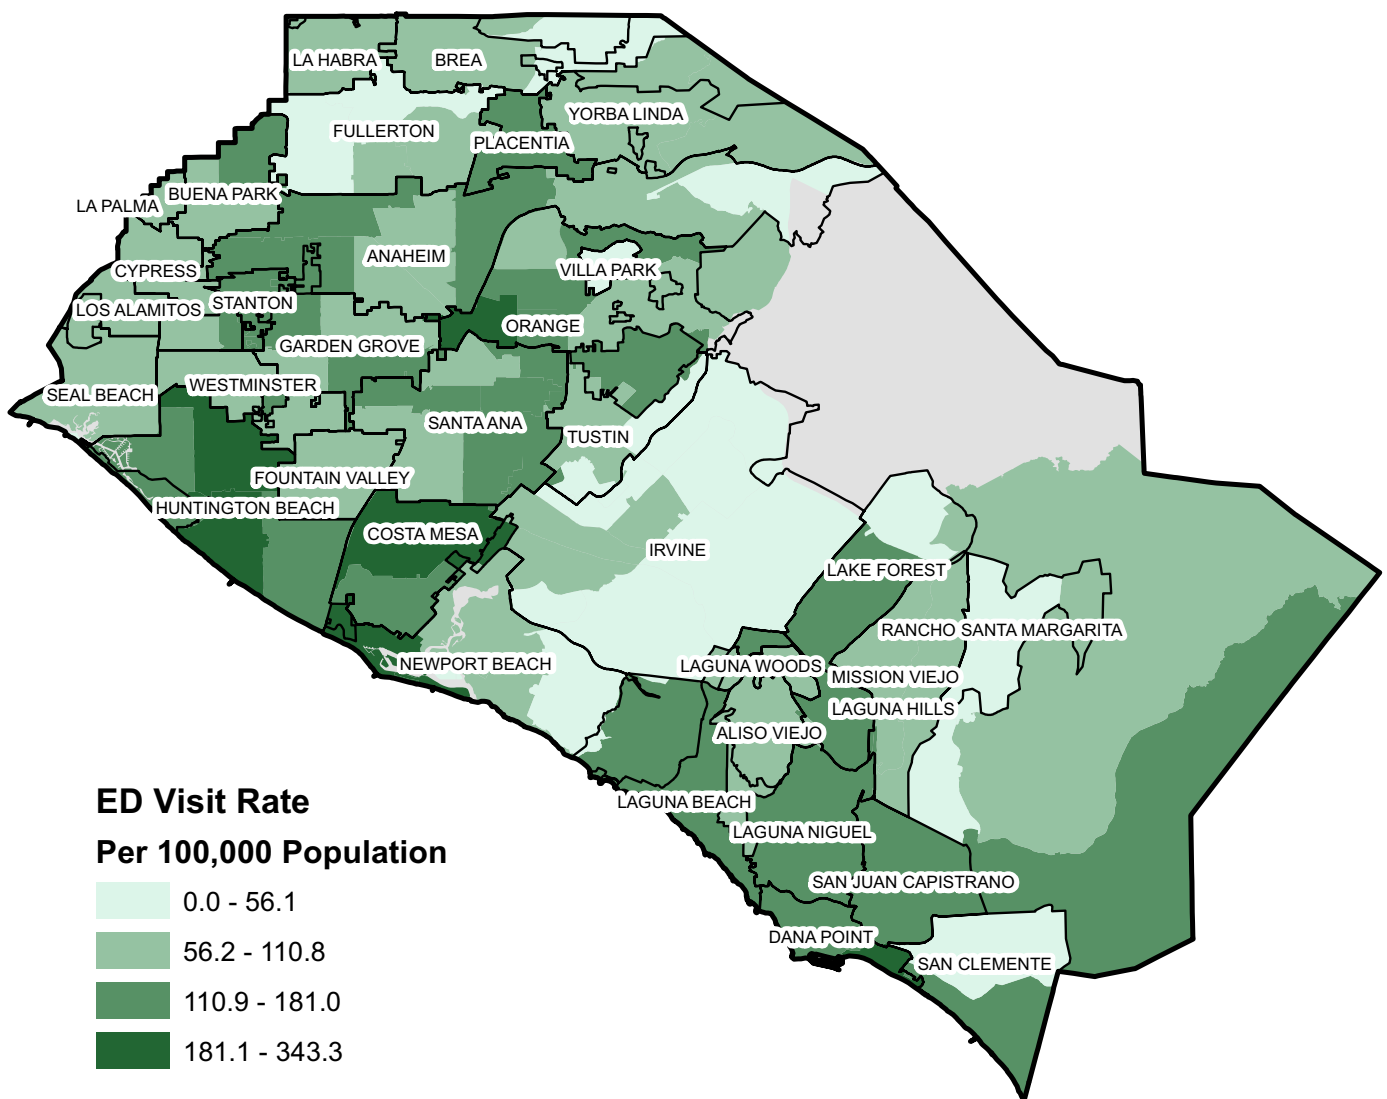 LA HABRA
BREA
YORBA LINDA
FULLERTON
PLACENTIA
BUENA PARK
LA PALMA
ANAHEIM
CYPRESS
VILLA PARK
STANTON
LOS ALAMITOS
ORANGE
GARDEN GROVE
WESTMINSTER
SEAL BEACH
SANTA ANA
TUSTIN
FOUNTAIN VALLEY
HUNTINGTON BEACH
COSTA MESA
IRVINE
LAKE FOREST
RANCHO SANTA MARGARITA
NEWPORT BEACH
LAGUNA WOODS
MISSION VIEJO
LAGUNA HILLS
ALISO VIEJO
LAGUNA BEACH
LAGUNA NIGUEL
SAN JUAN CAPISTRANO
DANA POINT
SAN CLEMENTE
ED Visit Rate
Per 100,000 Population
0.0 - 56.1
56.2 - 110.8
110.9 - 181.0
181.1 - 343.3